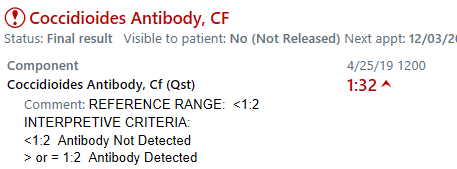 ! Coccidioides Antibody, CF
Status: Final result Visible to patient: No (Not Released) Next appt: 12/03/20
Component 4/25/19 1200
Coccidioides Antibody, Cf (Qst) 1:32 ^
Comment: REFERENCE RANGE: <1:2
INTERPRETIVE CRITERIA:
<1:2 Antibody Not Detected
> or = 1:2 Antibody Detected